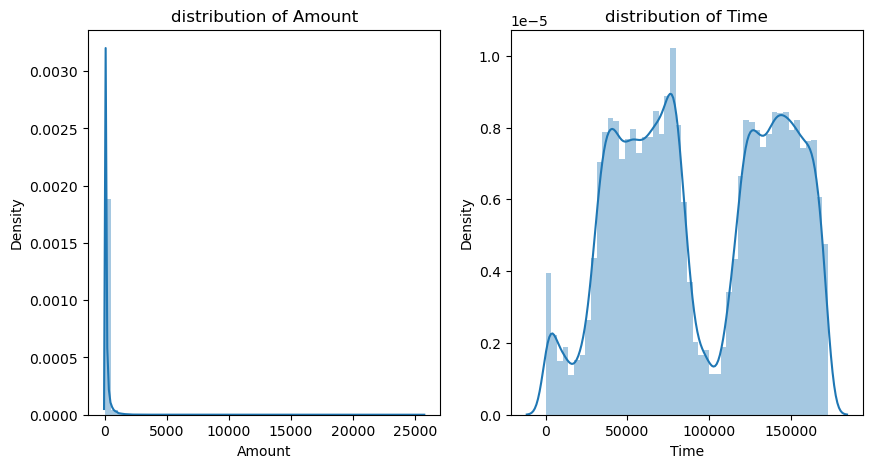 distribution of Amount
0.0030
0.0025
0.0020
0.0015
0.0010
0.0005
0.0000
Density
0 5000 10000 15000 20000 25000
Amount
distribution of Time
1e−5
1.0
0.8
0.6
0.4
0.2
0.0
Density
0 50000 100000 150000
Time